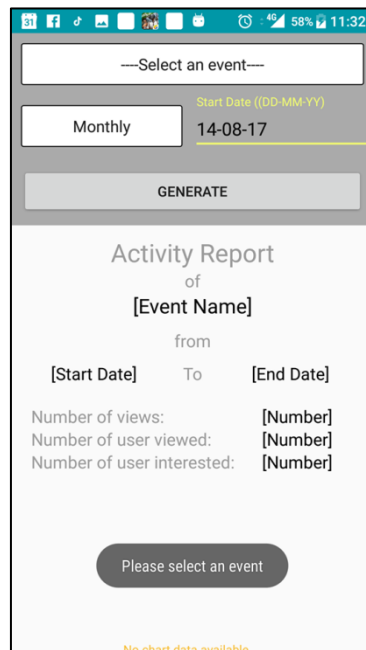 31 4G 58% 11:32
----Select an event----
Start Date ((DD-MM-YY)
Monthly 14-08-17
GENERATE
Activity Report
of
[Event Name]
from
[Start Date] To [End Date]
Number of views: [Number]
Number of user viewed: [Number]
Number of user interested: [Number]
Please select an event
No chart data available